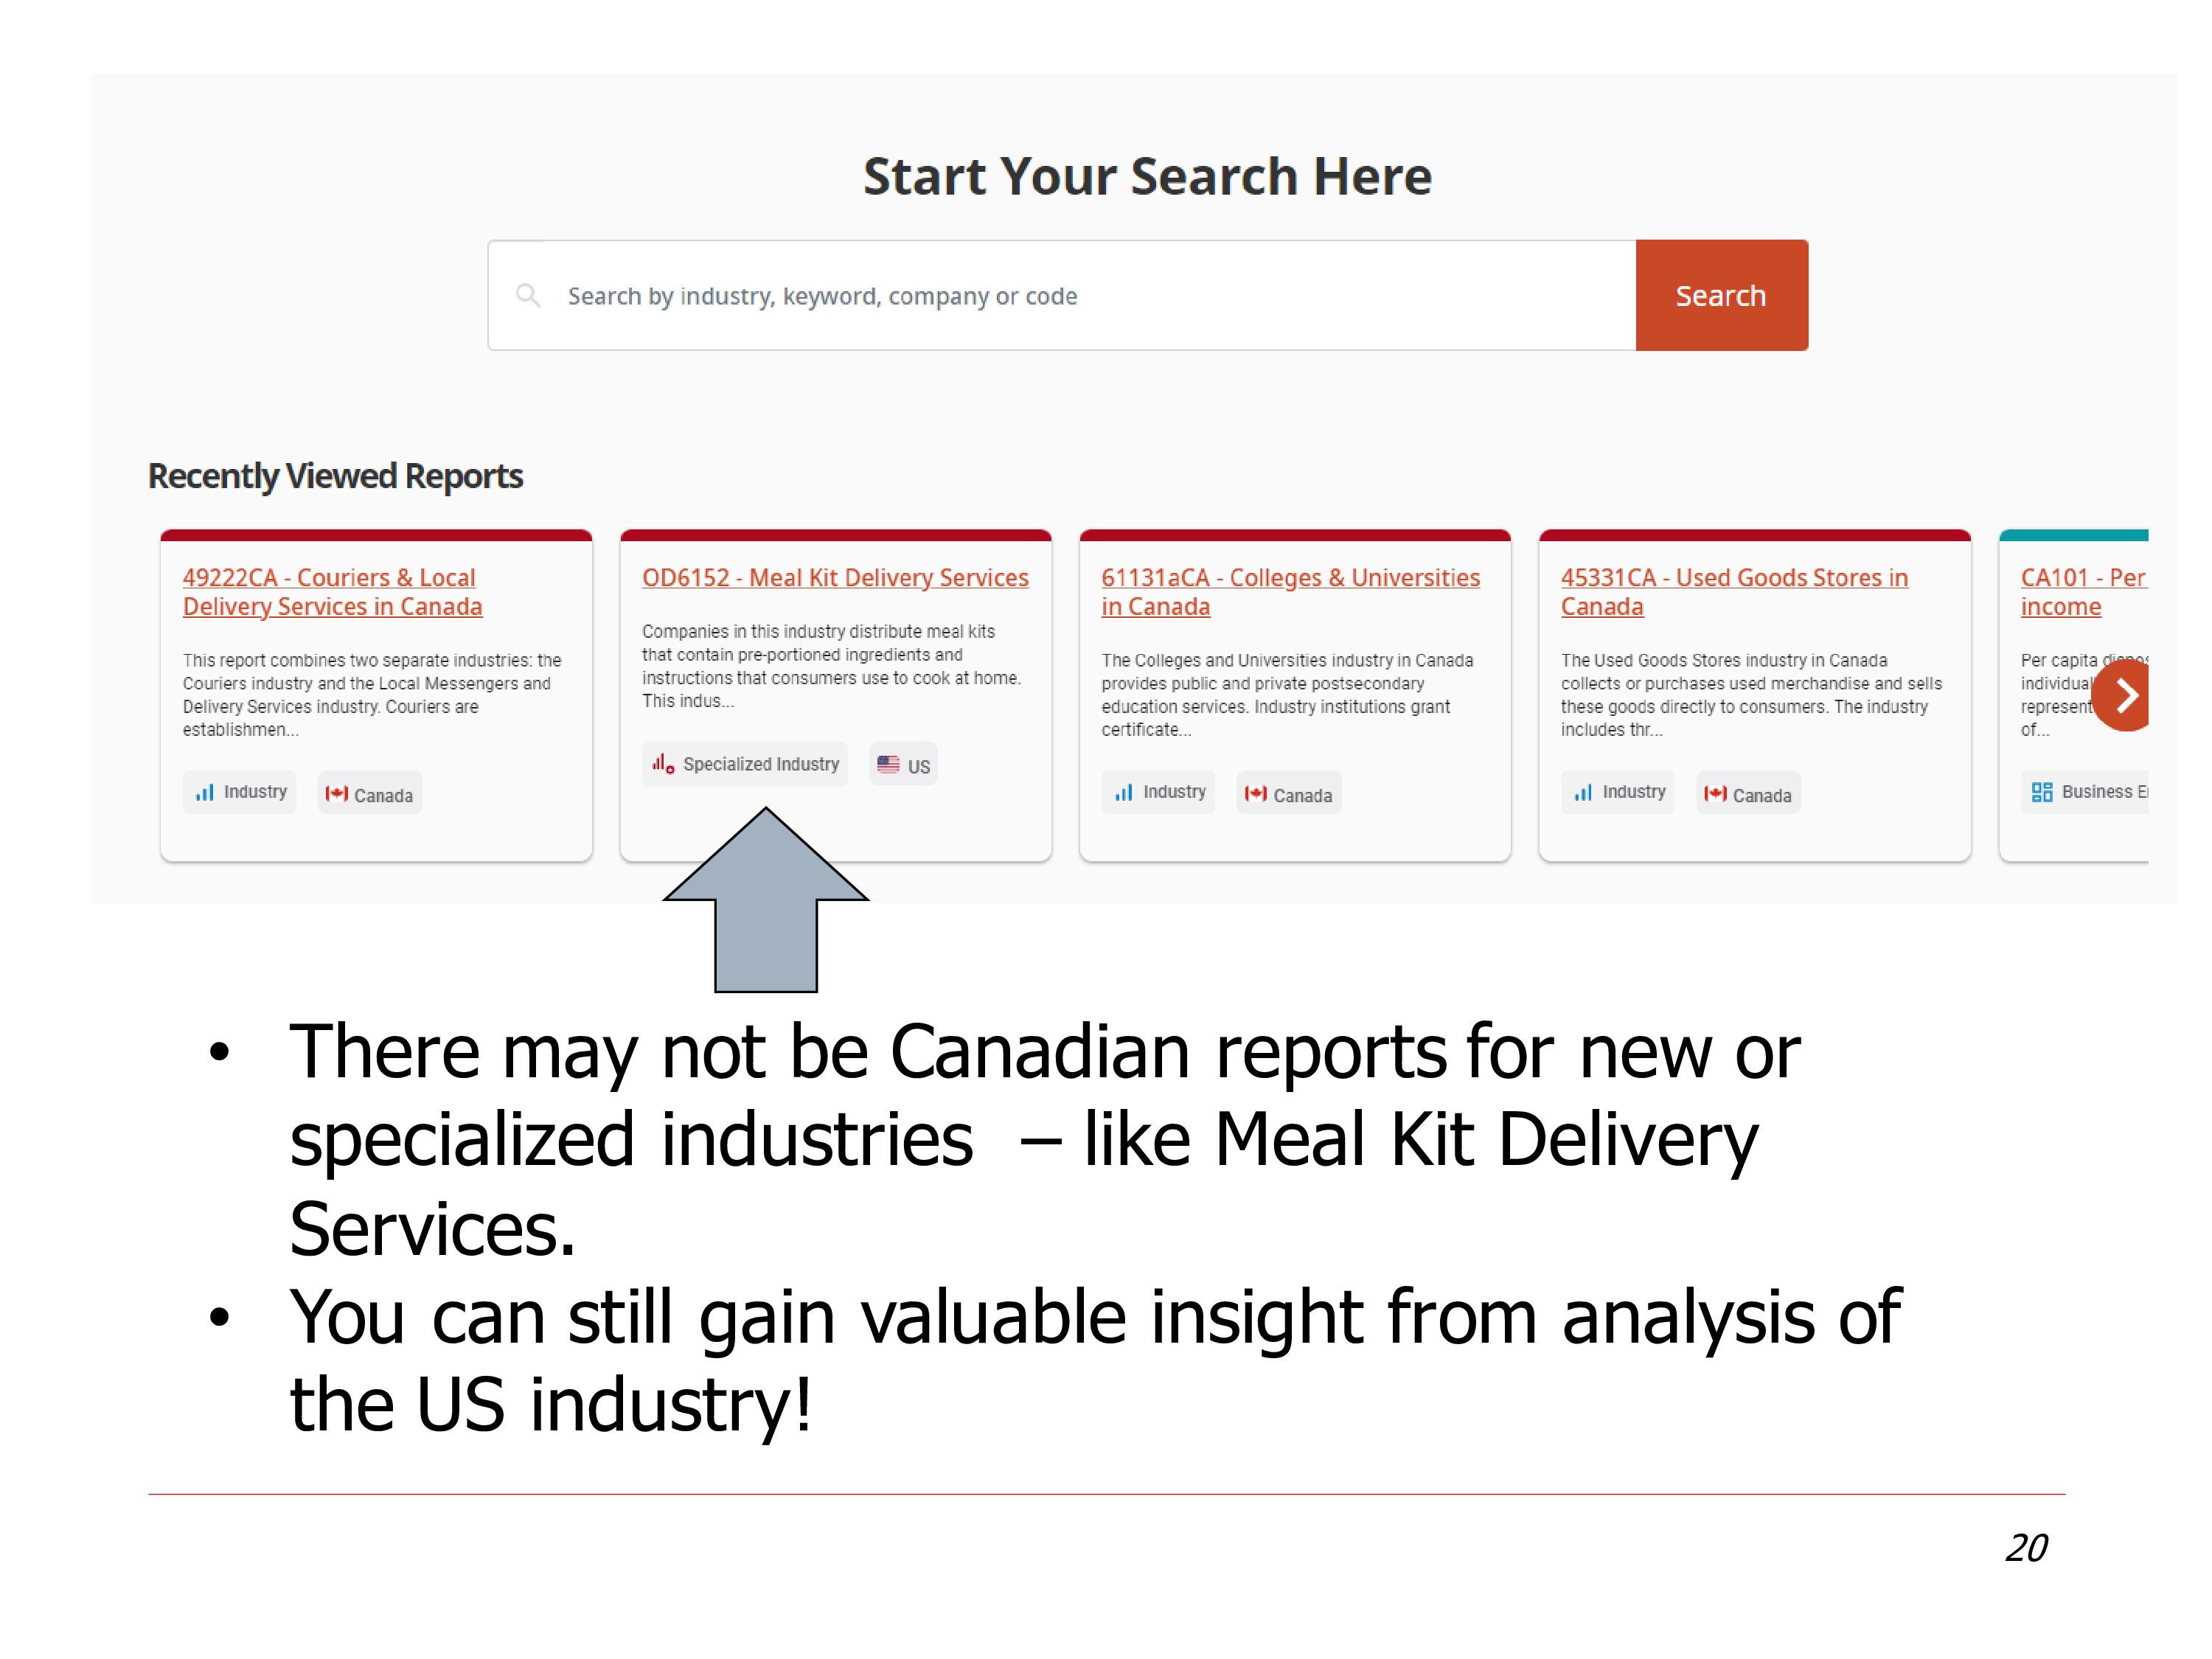 Start Your Search Here
Search by industry, keyword, company or code
Search
Recently Viewed Reports
49222CA - Couriers & Local
Delivery Services in Canada
This report combines two separate industries: the
Couriers industry and the Local Messengers and
Delivery Services industry. Couriers are
establishmen...
Industry
Canada
OD6152 - Meal Kit Delivery Services
Companies in this industry distribute meal kits
that contain pre-portioned ingredients and
instructions that consumers use to cook at home.
This indus...
Specialized Industry
US
61131aCA - Colleges & Universities
in Canada
The Colleges and Universities industry in Canada
provides public and private postsecondary
education services. Industry institutions grant
certificate...
Industry
Canada
45331CA - Used Goods Stores in
Canada
The Used Goods Stores industry in Canada
collects or purchases used merchandise and sells
these goods directly to consumers. The industry
includes thr...
Industry
Canada
CA101 - Per
income
Per capita
individual
represent
of...
Business
• There may not be Canadian reports for new or
specialized industries – like Meal Kit Delivery
Services.
• You can still gain valuable insight from analysis of
the US industry!
20